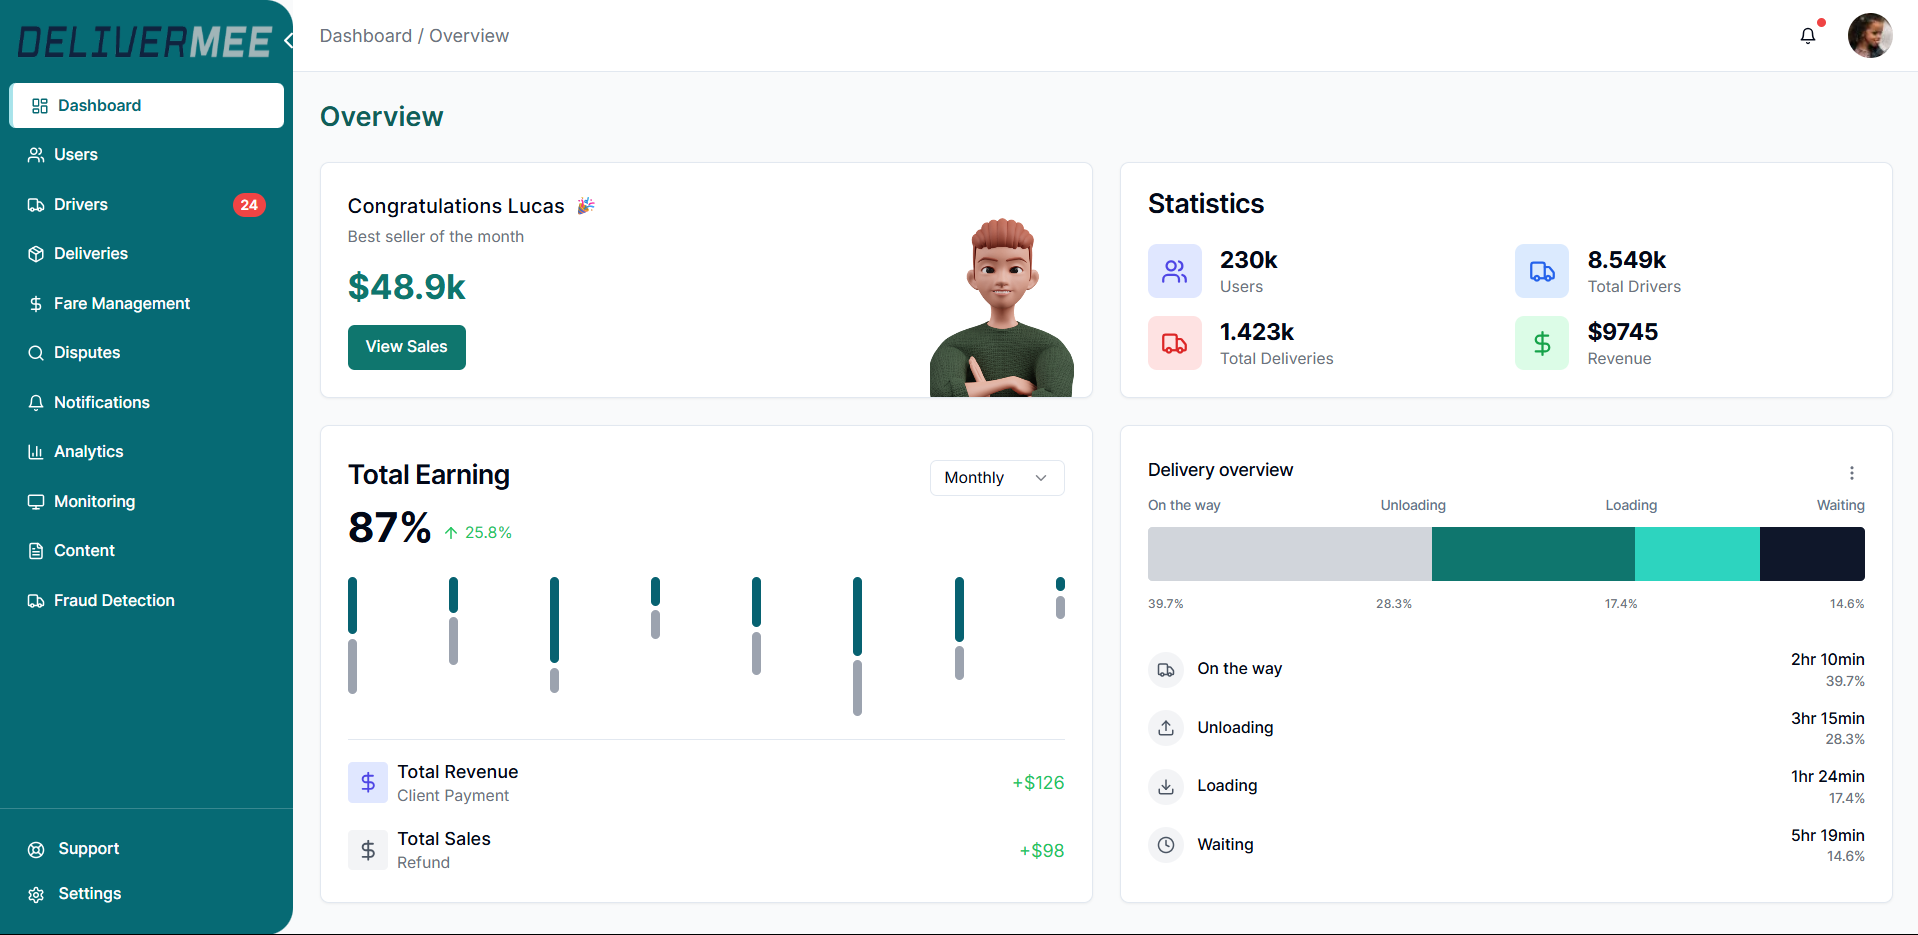 DELIVERMEE
Dashboard
Users
Drivers
24
Deliveries
Fare Management
Disputes
Notifications
Analytics
Monitoring
Content
Fraud Detection
Support
Settings
Dashboard / Overview
Overview
Congratulations Lucas 🎉
Best seller of the month
$48.9k
View Sales
Statistics
230k
Users
8.549k
Total Drivers
1.423k
Total Deliveries
$9745
Revenue
Total Earning
Monthly
87%
25.8%
Total Revenue
Client Payment
+$126
Total Sales
Refund
+$98
Delivery overview
On the way Unloading Loading Waiting
39.7% 28.3% 17.4% 14.6%
On the way
2hr 10min
39.7%
Unloading
3hr 15min
28.3%
Loading
1hr 24min
17.4%
Waiting
5hr 19min
14.6%